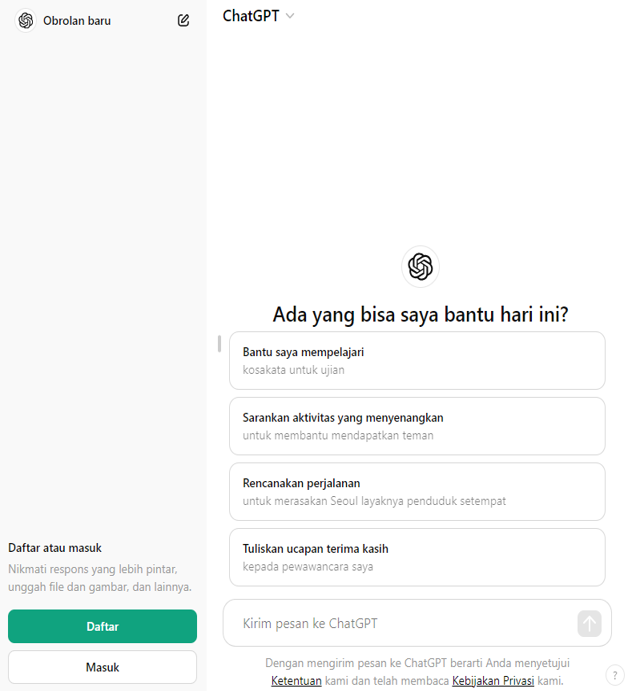 Obrolan baru
ChatGPT
Ada yang bisa saya bantu hari ini?
Bantu saya mempelajari
kosakata untuk ujian
Sarankan aktivitas yang menyenangkan
untuk membantu mendapatkan teman
Rencanakan perjalanan
untuk merasakan Seoul layaknya penduduk setempat
Tuliskan ucapan terima kasih
kepada pewawancara saya
Daftar atau masuk
Nikmati respons yang lebih pintar,
unggah file dan gambar, dan lainnya.
Daftar
Masuk
Kirim pesan ke ChatGPT
Dengan mengirim pesan ke ChatGPT berarti Anda menyetujui
Ketentuan kami dan telah membaca Kebijakan Privasi kami.
?